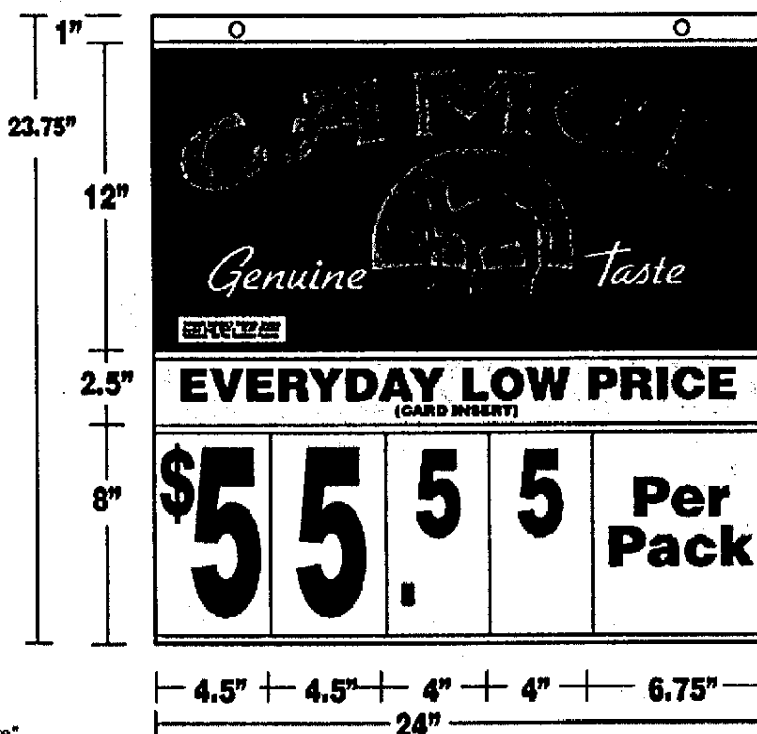 1"
23.75"
CAMEL
12"
Genuine Taste
2.5"
EVERYDAY LOW PRICE
(CARD INSERT)
8"
$55.55
Per
Pack
4.5" 4.5" 4" 4" 6.75"
24"